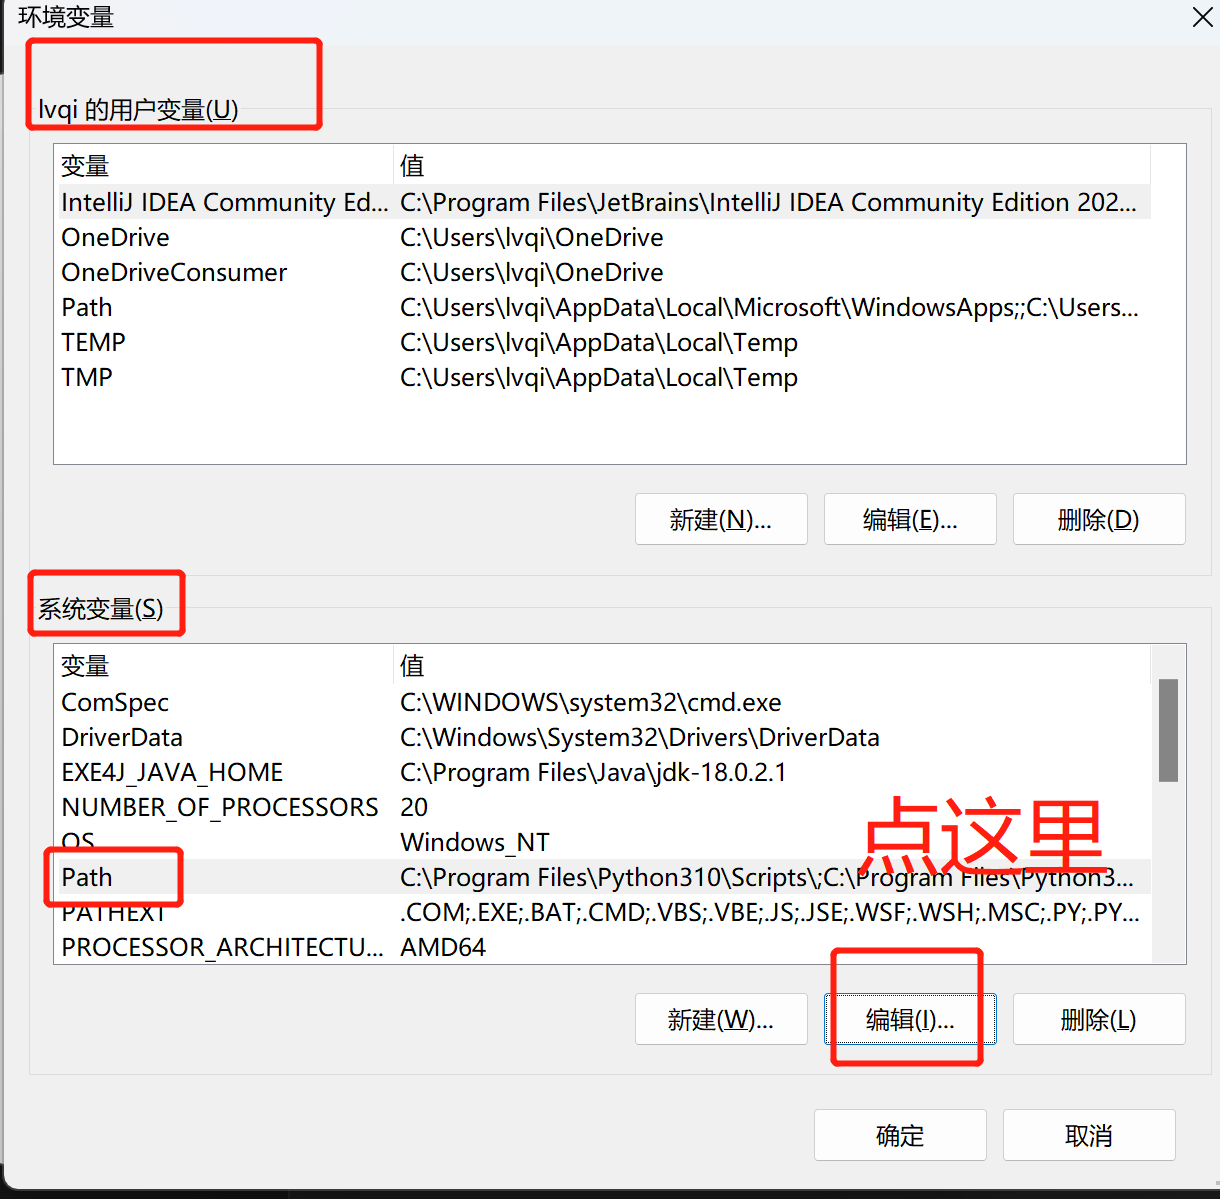 环境变量
lvqi 的用户变量(U)
变量 值
IntelliJ IDEA Community Ed... C:\Program Files\JetBrains\IntelliJ IDEA Community Edition 202...
OneDrive C:\Users\lvqi\OneDrive
OneDriveConsumer C:\Users\lvqi\OneDrive
Path C:\Users\lvqi\AppData\Local\Microsoft\WindowsApps;;C:\Users...
TEMP C:\Users\lvqi\AppData\Local\Temp
TMP C:\Users\lvqi\AppData\Local\Temp
新建(N)... 编辑(E)... 删除(D)
系统变量(S)
变量 值
ComSpec C:\WINDOWS\system32\cmd.exe
DriverData C:\Windows\System32\Drivers\DriverData
EXE4J_JAVA_HOME C:\Program Files\Java\jdk-18.0.2.1
NUMBER_OF_PROCESSORS 20
OS Windows_NT
点这里
Path C:\Program Files\Python310\Scripts\;C:\Program Files\Python3...
PATHEXT .COM;.EXE;.BAT;.CMD;.VBS;.VBE;.JS;.JSE;.WSF;.WSH;.MSC;.PY;.PY...
PROCESSOR_ARCHITECTU... AMD64
新建(W)... 编辑(I)... 删除(L)
确定 取消